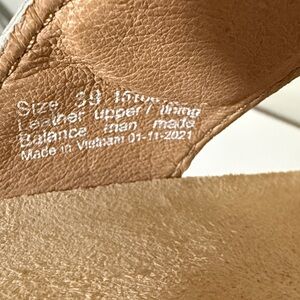 Size 39
Leather upper / lining
Balance man made
Made in Vietnam 01-11-2021